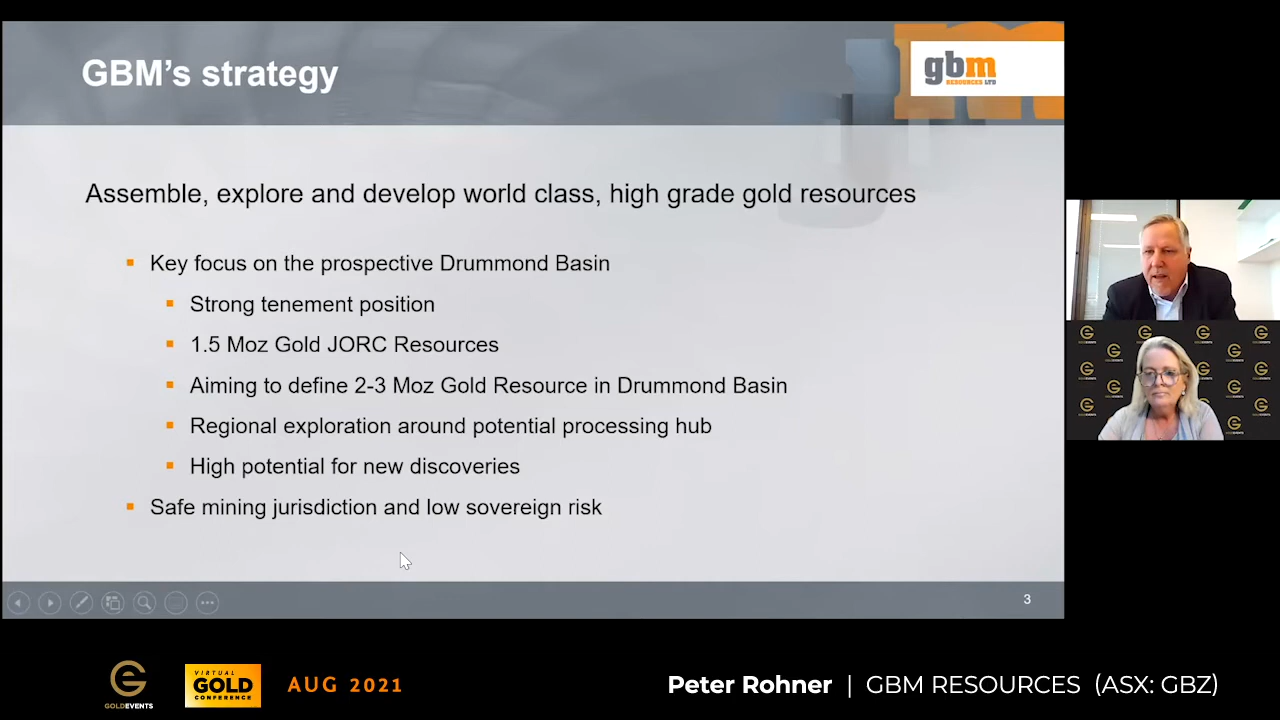 GBM’s strategy
gbm
RESOURCES LTD
Assemble, explore and develop world class, high grade gold resources
Key focus on the prospective Drummond Basin
Strong tenement position
1.5 Moz Gold JORC Resources
Aiming to define 2-3 Moz Gold Resource in Drummond Basin
Regional exploration around potential processing hub
High potential for new discoveries
Safe mining jurisdiction and low sovereign risk
3
GOLDEVENTS
VIRTUAL
GOLD
CONFERENCE
AUG 2021
Peter Rohner | GBM RESOURCES (ASX: GBZ)